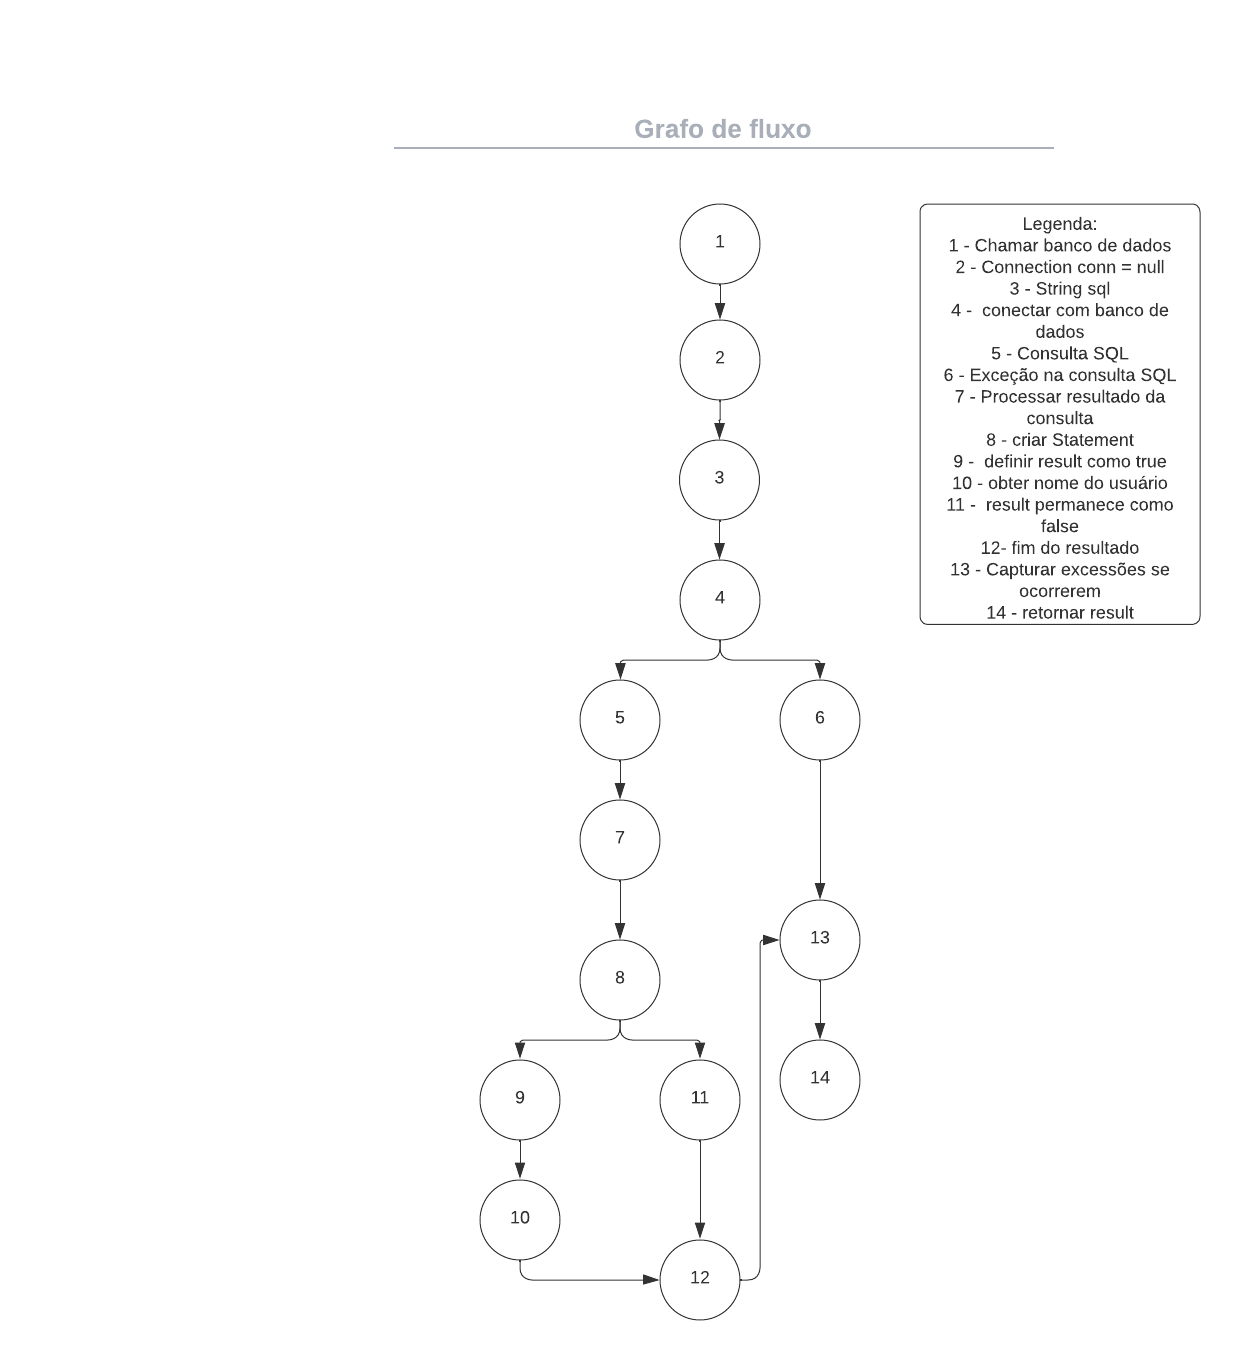 Grafo de fluxo
1
2
3
4
5
6
7
8
9
10
11
12
13
14
Legenda:
1 - Chamar banco de dados
2 - Connection conn = null
3 - String sql
4 -  conectar com banco de
dados
5 - Consulta SQL
6 - Exceção na consulta SQL
7 - Processar resultado da
consulta
8 - criar Statement
9 -  definir result como true
10 - obter nome do usuário
11 -  result permanece como
false
12- fim do resultado
13 - Capturar excessões se
ocorrerem
14 - retornar result